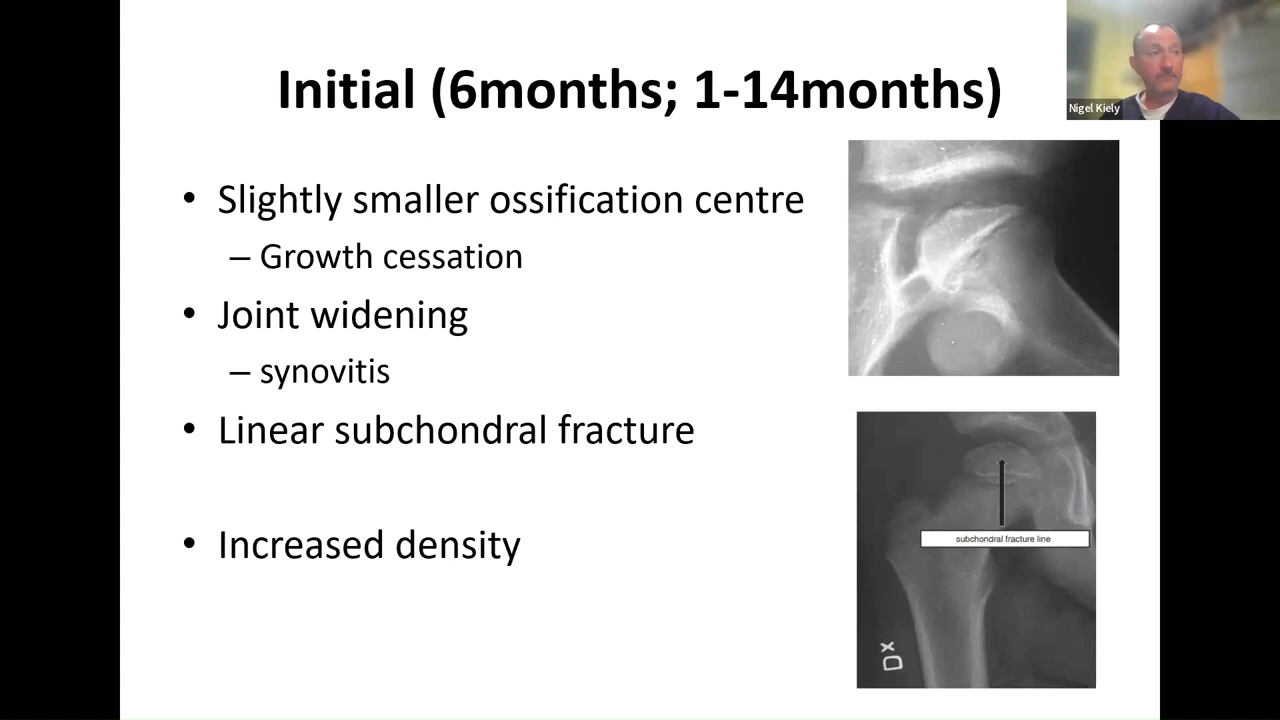 Initial (6months; 1-14months)
Nigel Kiely
• Slightly smaller ossification centre
– Growth cessation
• Joint widening
– synovitis
• Linear subchondral fracture
• Increased density
subchondral fracture line
DX